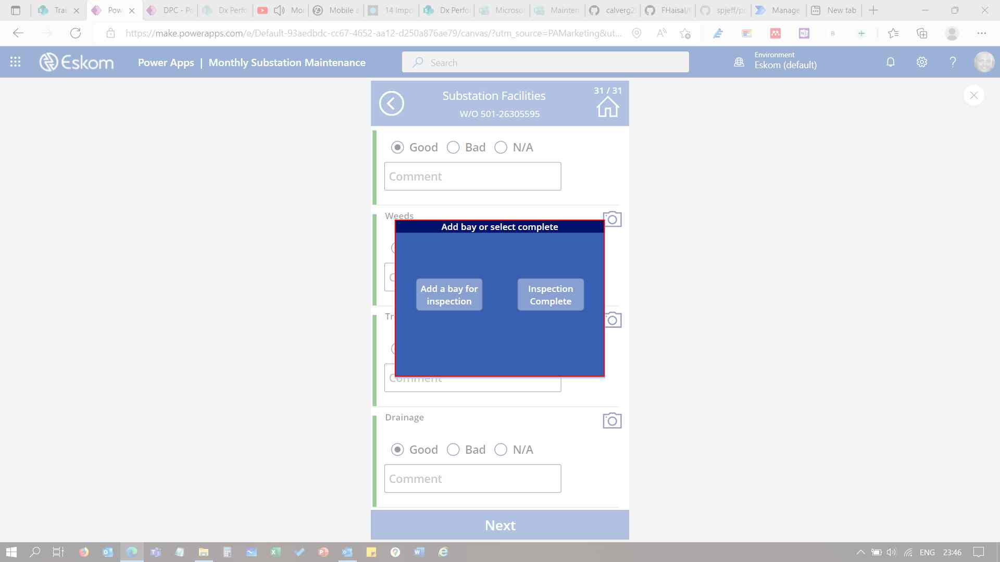 Trai
Pow
DPC - Po
Dx Perfo
Mo
Mobile a
14 Impo
Dx Perfo
Microso
Mainten
calverg2
FHaisal/
spjeff/p
Manage
New tab
https://make.powerapps.com/e/Default-93aedbdc-cc67-4652-aa12-d250a876ae79/canvas/?utm_source=PAMarketing&ut...
Eskom
Power Apps | Monthly Substation Maintenance
Search
Environment
Eskom (default)
31 / 31
Substation Facilities
W/O 501-26305595
Good Bad N/A
Comment
Weeds
Add bay or select complete
Add a bay for
inspection
Inspection
Complete
Tr
Comment
Drainage
Good Bad N/A
Comment
Next
ENG
23:46